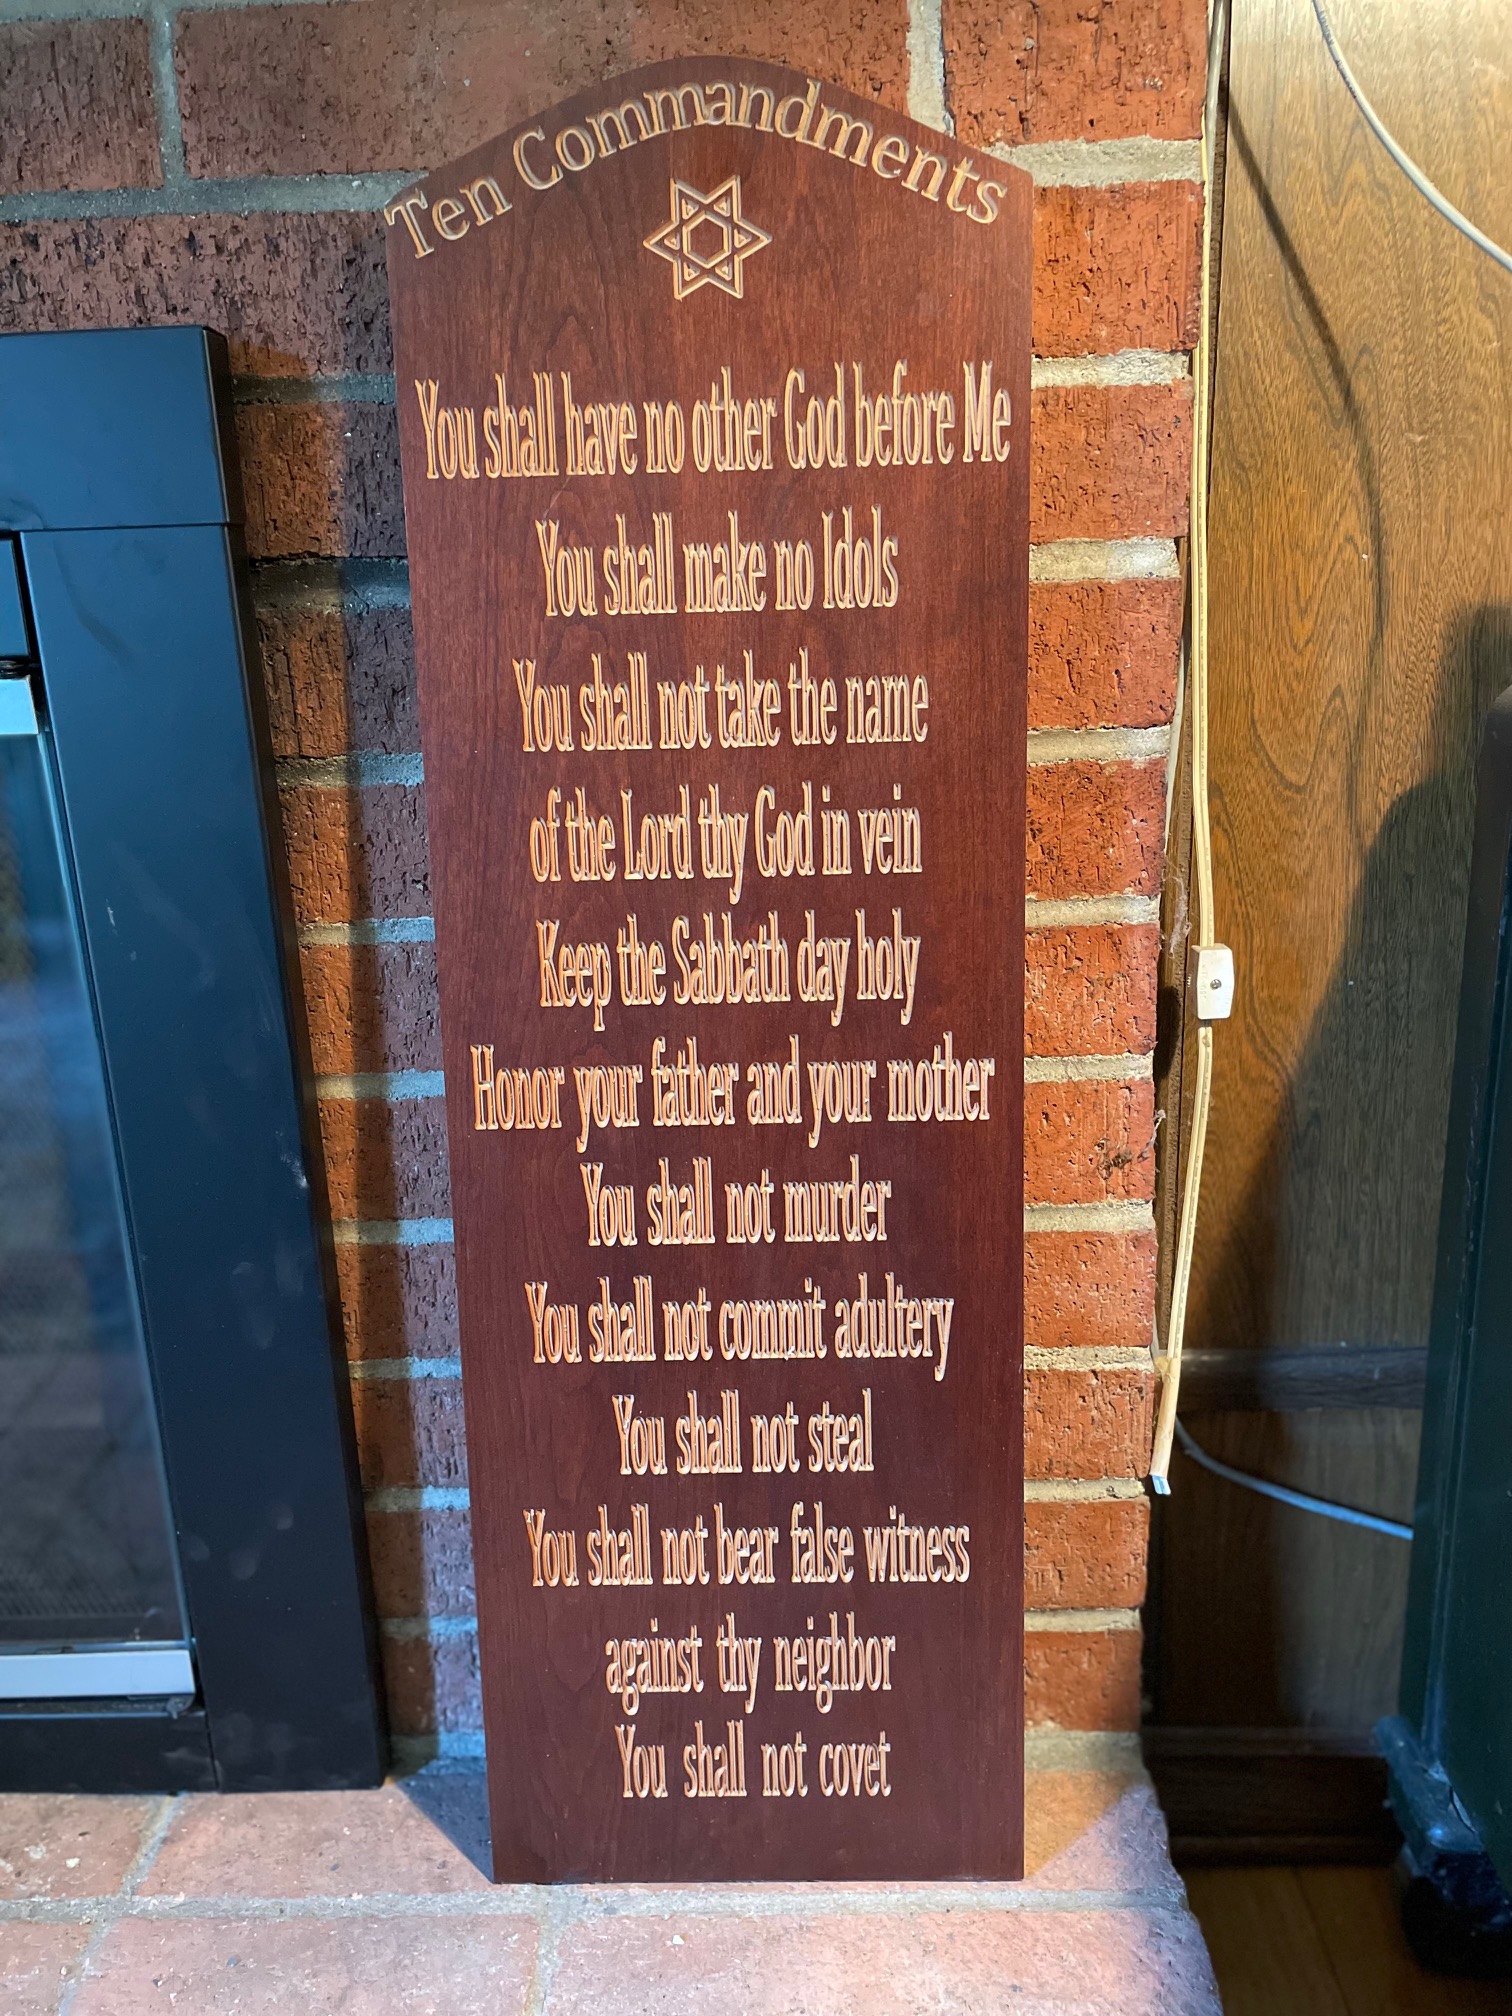 Ten Commandments
You shall have no other God before Me
You shall make no Idols
You shall not take the name
of the Lord thy God in vein
Keep the Sabbath day holy
Honor your father and your mother
You shall not murder
You shall not commit adultery
You shall not steal
You shall not bear false witness
against thy neighbor
You shall not covet